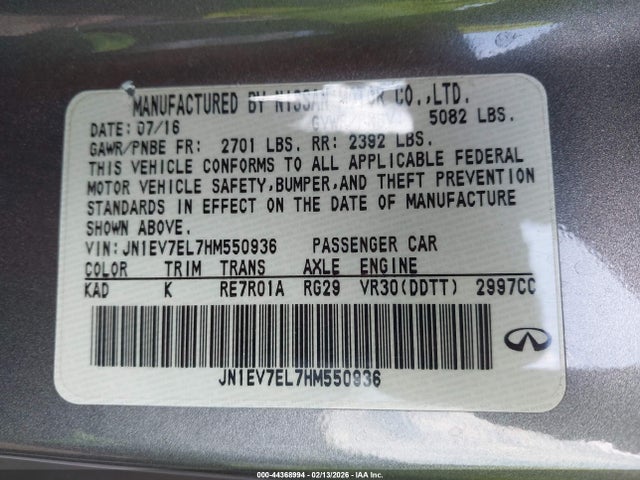 MANUFACTURED BY NISSAN MOTOR CO.,LTD.
DATE: 07/16 5082 LBS.
GAWR/PNBE FR: 2701 LBS. RR: 2392 LBS.
THIS VEHICLE CONFORMS TO ALL APPLICABLE FEDERAL
MOTOR VEHICLE SAFETY,BUMPER,AND THEFT PREVENTION
STANDARDS IN EFFECT ON THE DATE OF MANUFACTURE
SHOWN ABOVE.
VIN: JN1EV7EL7HM550936 PASSENGER CAR
COLOR TRIM TRANS AXLE ENGINE
KAD K RE7R01A RG29 VR30(DDTT) 2997CC
JN1EV7EL7HM550936
000-44368994 - 02/13/2026 - IAA Inc.